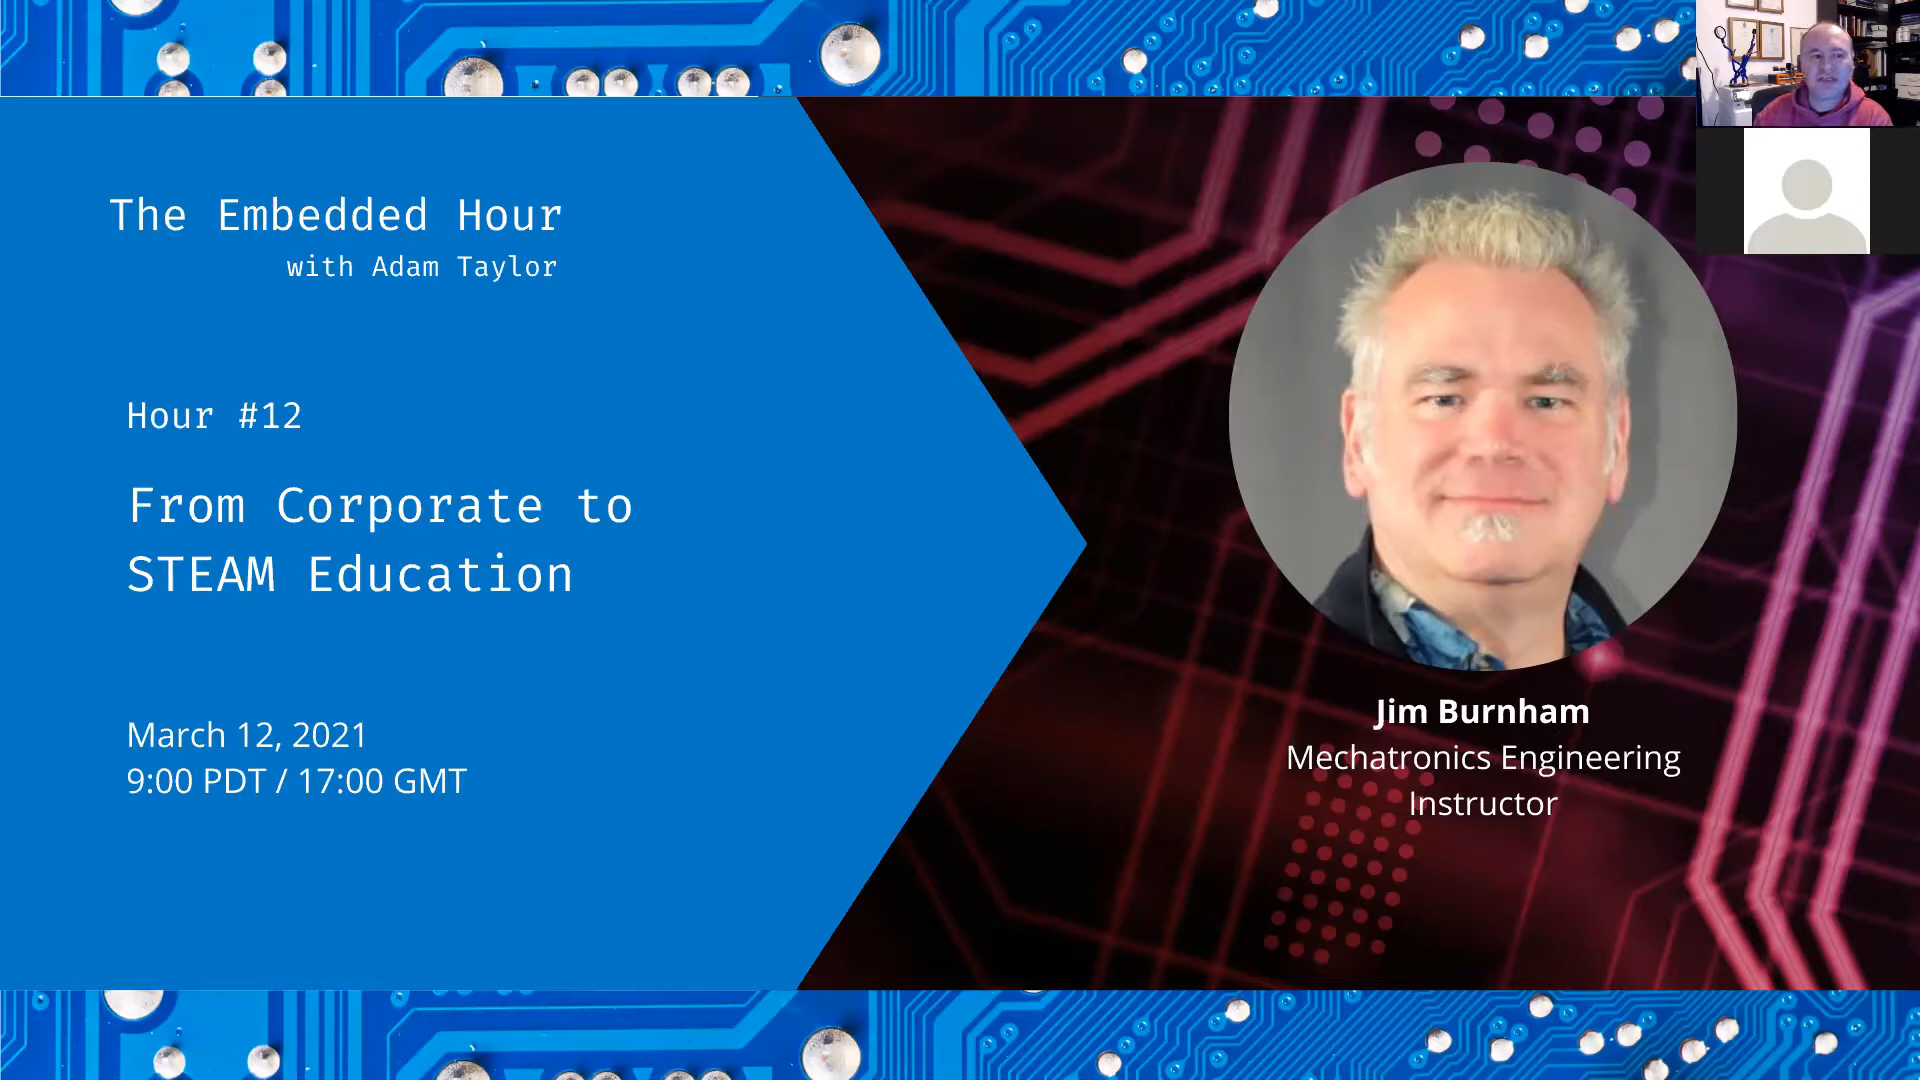 The Embedded Hour
with Adam Taylor
Hour #12
From Corporate to
STEAM Education
March 12, 2021
9:00 PDT / 17:00 GMT
Jim Burnham
Mechatronics Engineering
Instructor